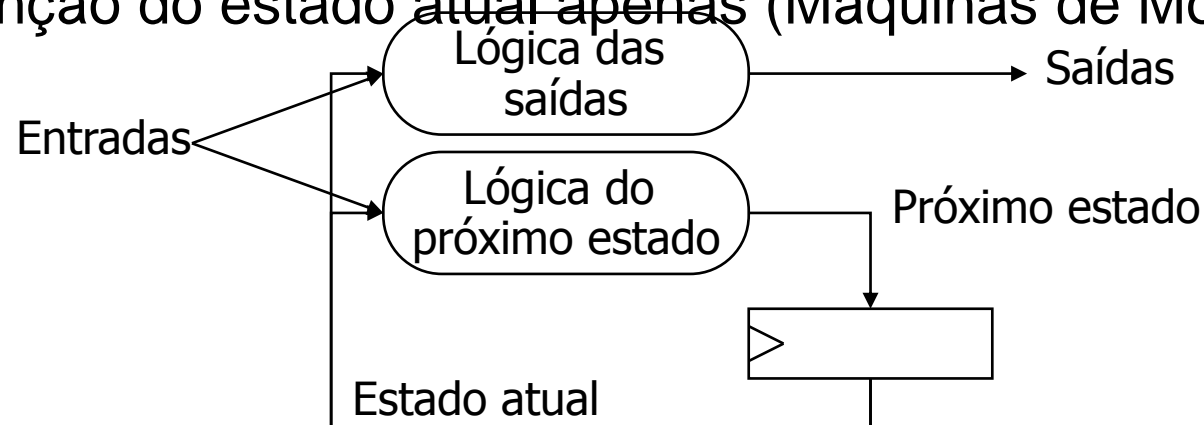 nção do estado atual apenas (Máquinas de Mo
Lógica das
saídas
Saídas
Entradas
Lógica do
próximo estado
Próximo estado
Estado atual